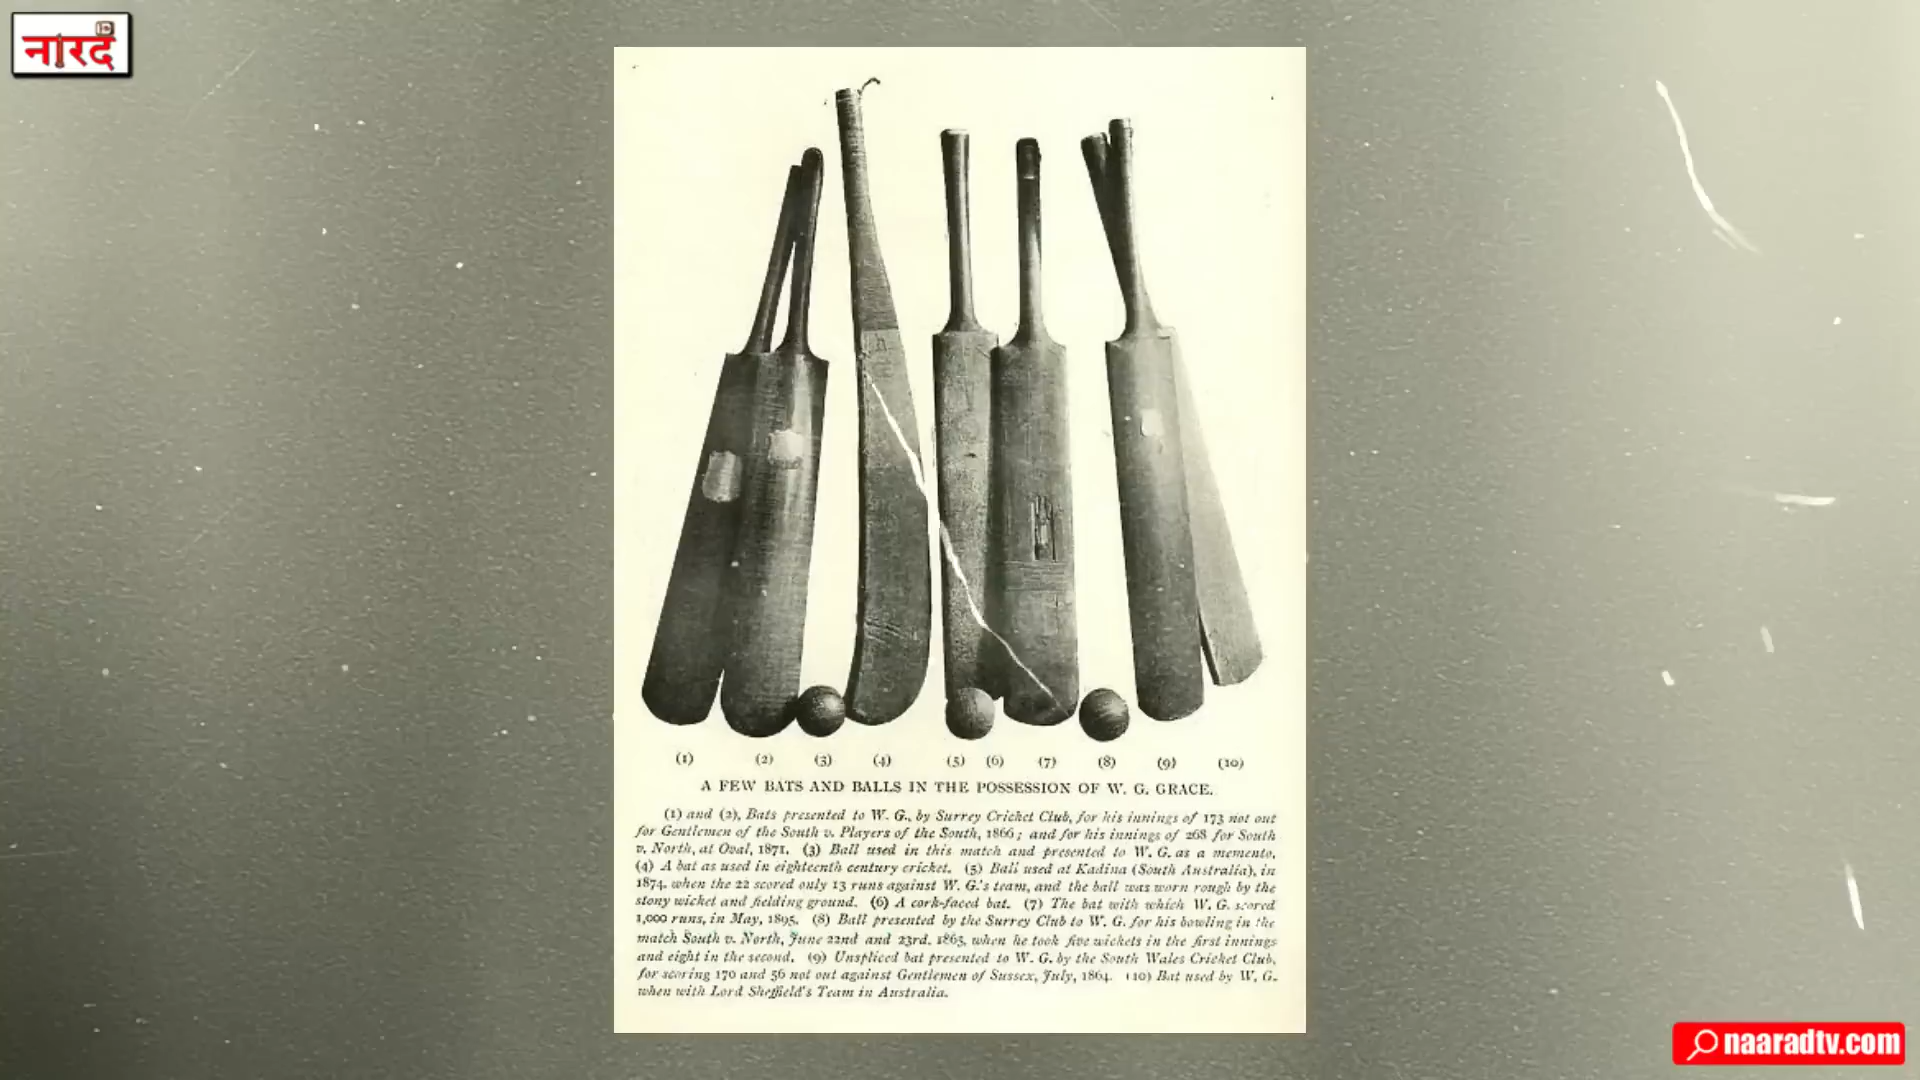 नारद
(1) (2) (3) (4) (5) (6) (7) (8) (9) (10)
A FEW BATS AND BALLS IN THE POSSESSION OF W. G. GRACE.
(1) and (2), Bats presented to W. G., by Surrey Cricket Club, for his innings of 173 not out
for Gentlemen of the South v. Players of the South, 1866; and for his innings of 268 for South
v. North, at Oval, 1871. (3) Ball used in this match and presented to W. G. as a memento.
(4) A bat as used in eighteenth century cricket. (5) Ball used at Kadina (South Australia), in
1874, when the 22 scored only 13 runs against W. G.'s team, and the ball was worn rough by the
stony wicket and fielding ground. (6) A cork-faced bat. (7) The bat with which W. G. scored
1,000 runs, in May, 1895. (8) Ball presented by the Surrey Club to W. G. for his bowling in the
match South v. North, June 22nd and 23rd, 1865, when he took five wickets in the first innings
and eight in the second. (9) Unspliced bat presented to W. G. by the South Wales Cricket Club,
for scoring 170 and 56 not out against Gentlemen of Sussex, July, 1864. (10) Bat used by W. G.
when with Lord Sheffield's Team in Australia.
naaradtv.com